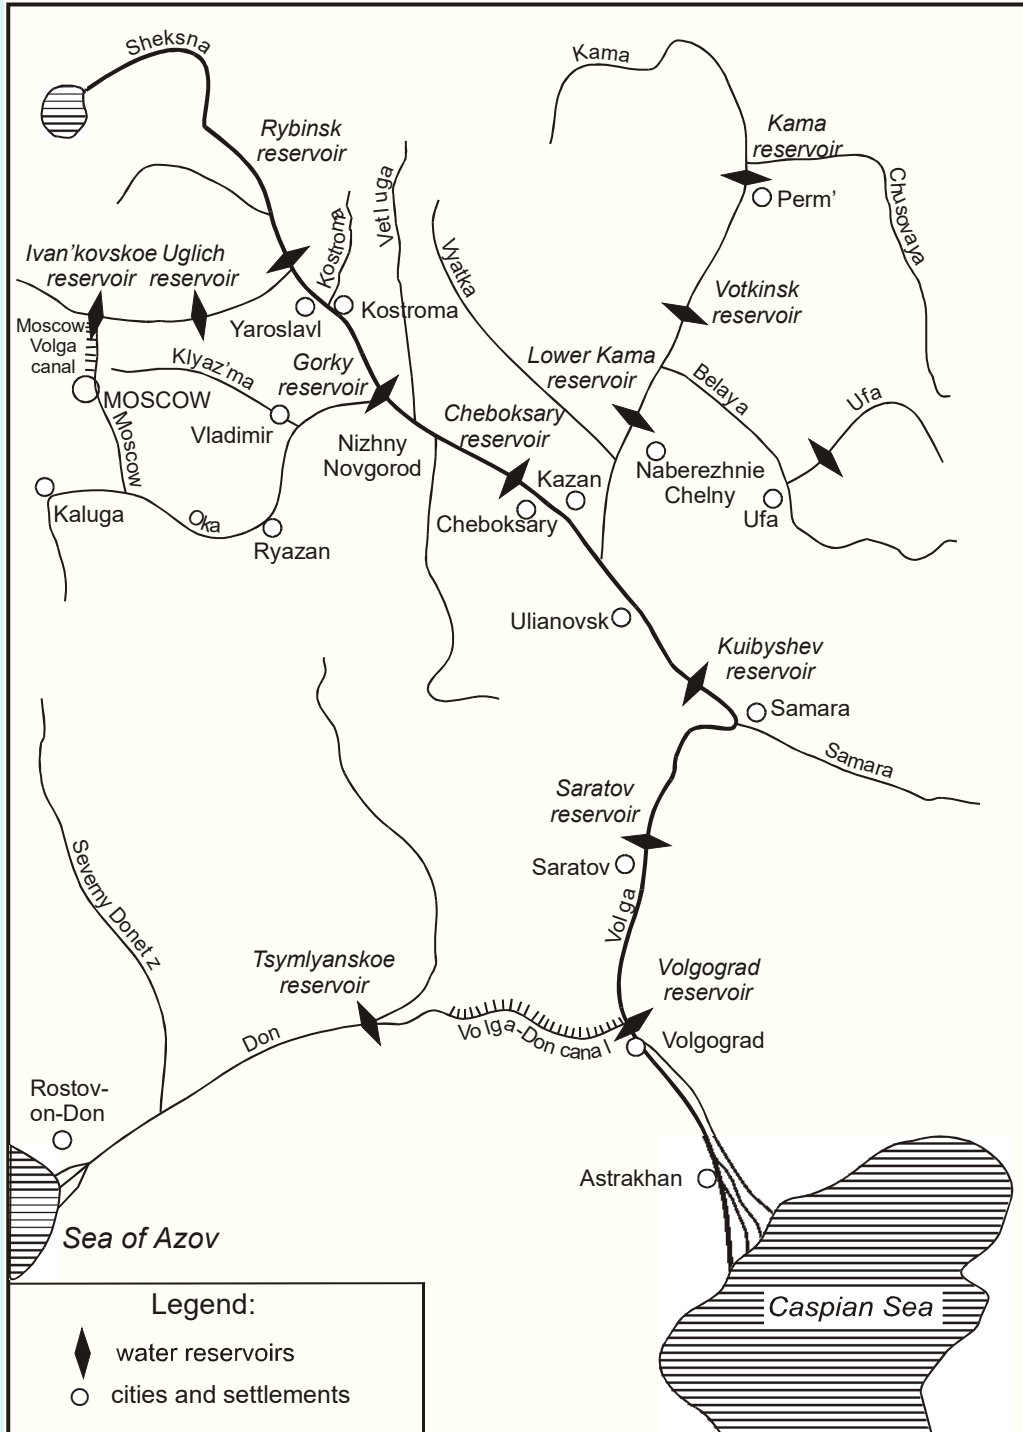 Sheksna
Kama
Rybinsk
reservoir
Kama
reservoir
Perm’
Chusovaya
Vetluga
Kostroma
Vyatka
Ivan’kovskoe
reservoir
Uglich
reservoir
Votkinsk
reservoir
Yaroslavl
Kostroma
Moscow-
Volga
canal
Klyaz’ma
Gorky
reservoir
Lower Kama
reservoir
Belaya
Ufa
MOSCOW
Moscow
Vladimir
Nizhny
Novgorod
Cheboksary
reservoir
Kazan
Naberezhnie
Chelny
Ufa
Kaluga
Oka
Ryazan
Cheboksary
Ulianovsk
Kuibyshev
reservoir
Samara
Samara
Saratov
reservoir
Saratov
Severny Donetz
Volga
Tsymlyanskoe
reservoir
Volgograd
reservoir
Don
Volga-Don canal
Volgograd
Rostov-
on-Don
Astrakhan
Sea of Azov
Caspian Sea
Legend:
water reservoirs
cities and settlements